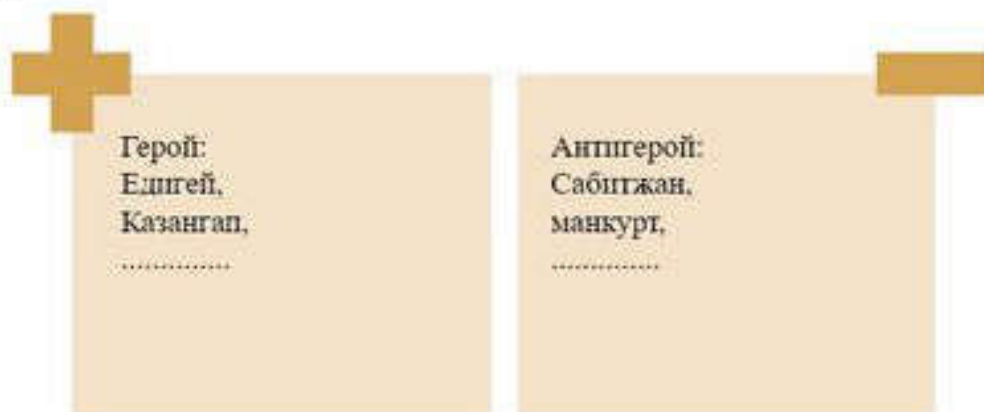 Герой:
Едигей,
Казангап,
...............
Антигерой:
Сабитжан,
манкурт,
...............